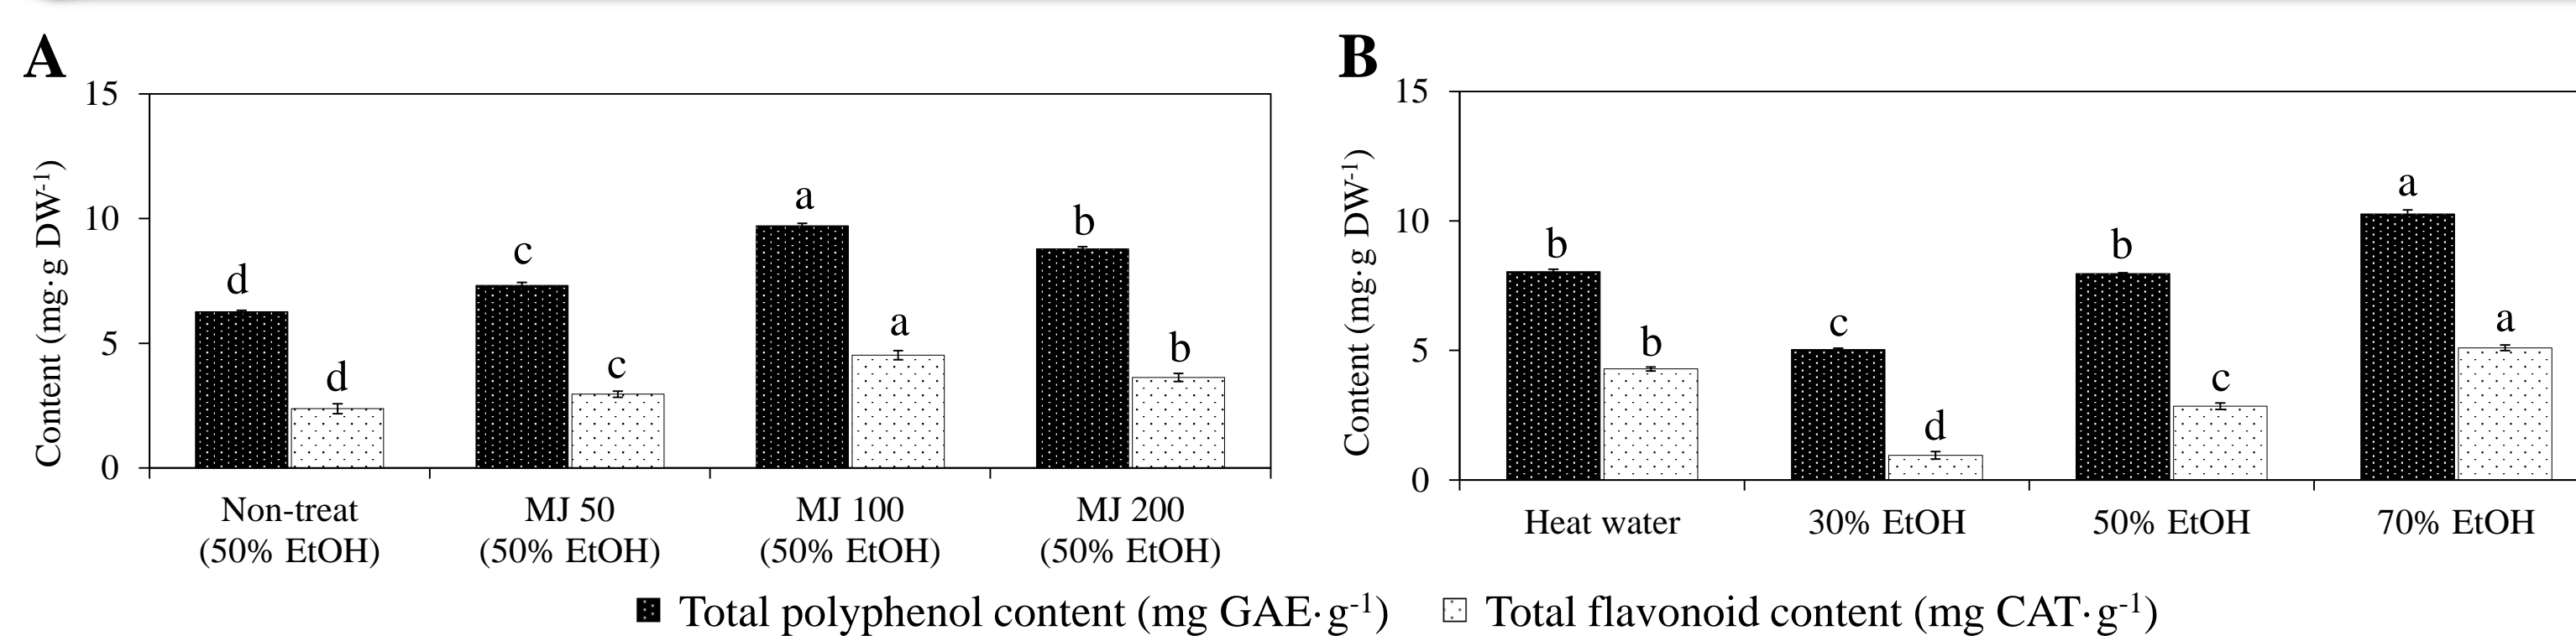 A
15
10
5
0
Content (mg·g DW-1)
d
d
c
c
a
a
b
b
Non-treat
(50% EtOH)
MJ 50
(50% EtOH)
MJ 100
(50% EtOH)
MJ 200
(50% EtOH)
B
15
10
5
0
Content (mg·g DW-1)
b
b
c
d
b
c
a
a
Heat water
30% EtOH
50% EtOH
70% EtOH
Total polyphenol content (mg GAE·g-1)
Total flavonoid content (mg CAT·g-1)